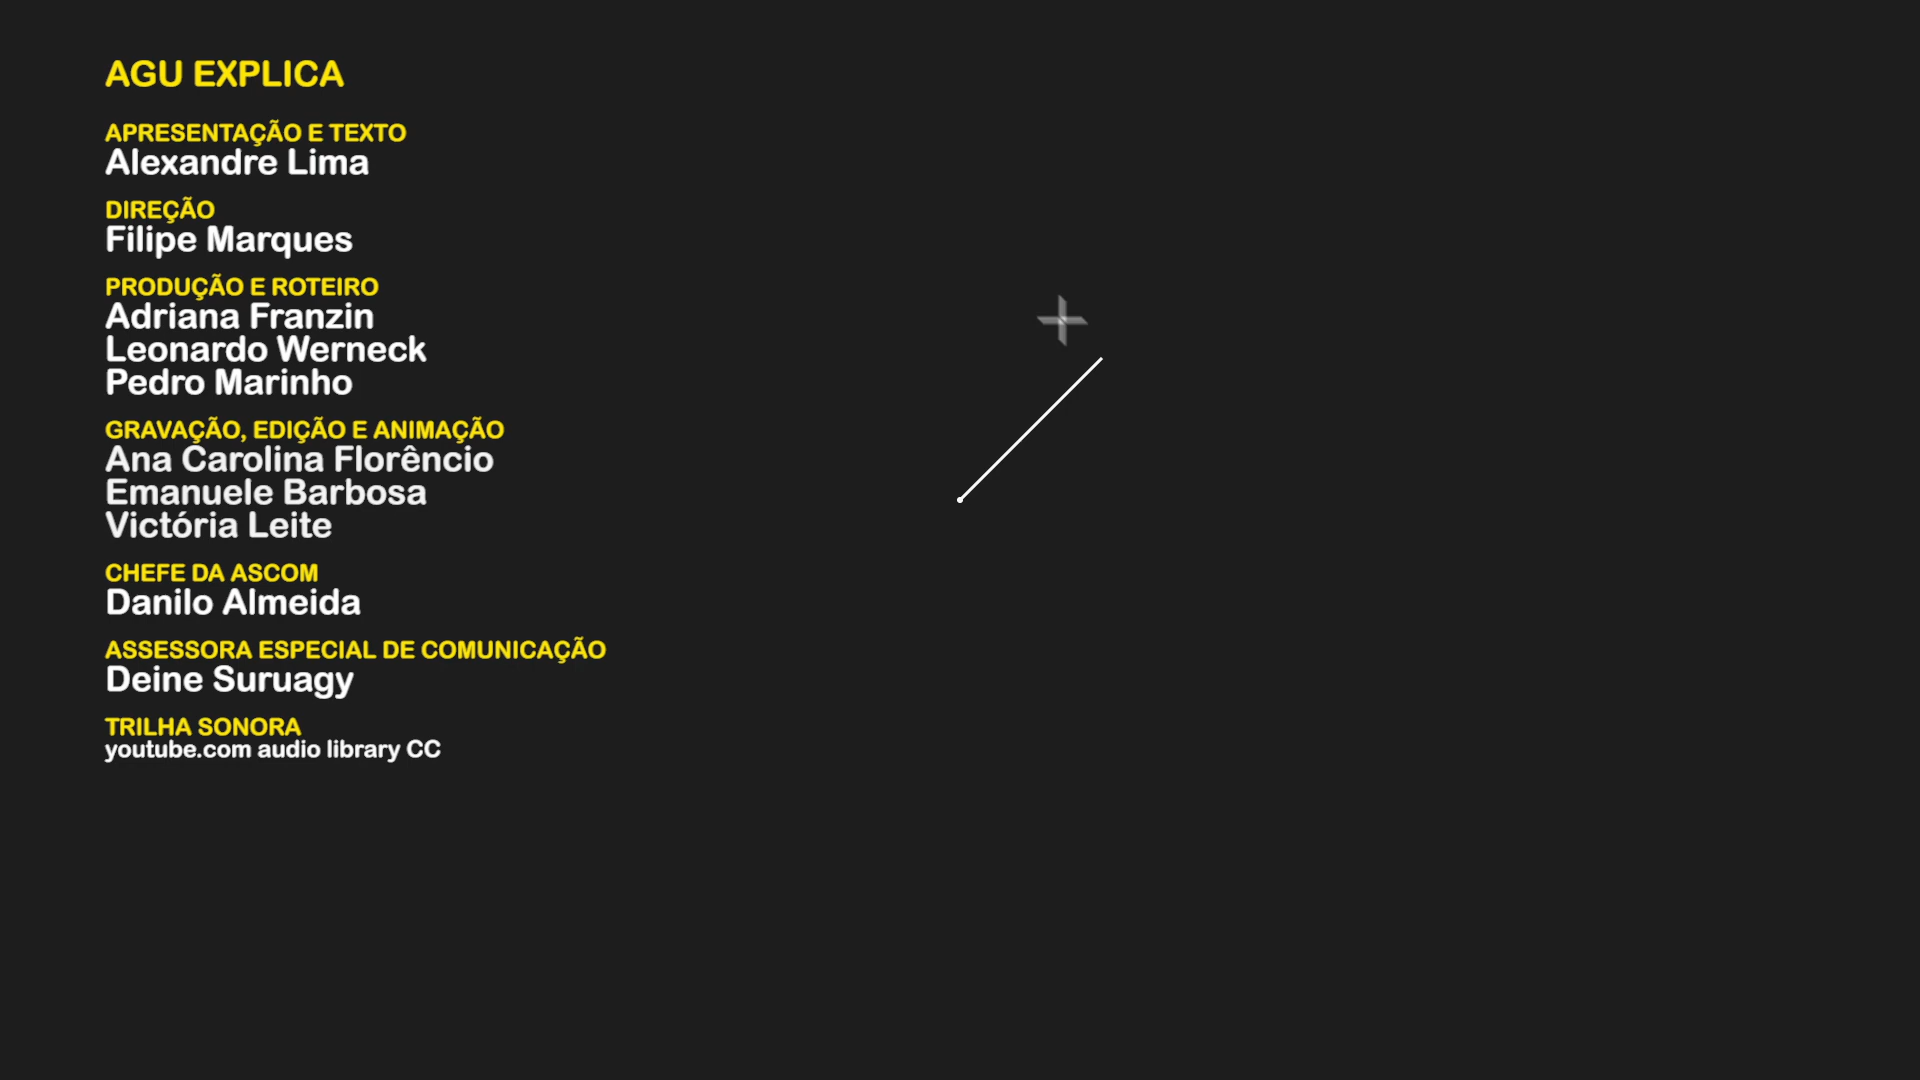 AGU EXPLICA
APRESENTAÇÃO E TEXTO
Alexandre Lima
DIREÇÃO
Filipe Marques
PRODUÇÃO E ROTEIRO
Adriana Franzin
Leonardo Werneck
Pedro Marinho
GRAVAÇÃO, EDIÇÃO E ANIMAÇÃO
Ana Carolina Florêncio
Emanuele Barbosa
Victória Leite
CHEFE DA ASCOM
Danilo Almeida
ASSESSORA ESPECIAL DE COMUNICAÇÃO
Deine Suruagy
TRILHA SONORA
youtube.com audio library CC